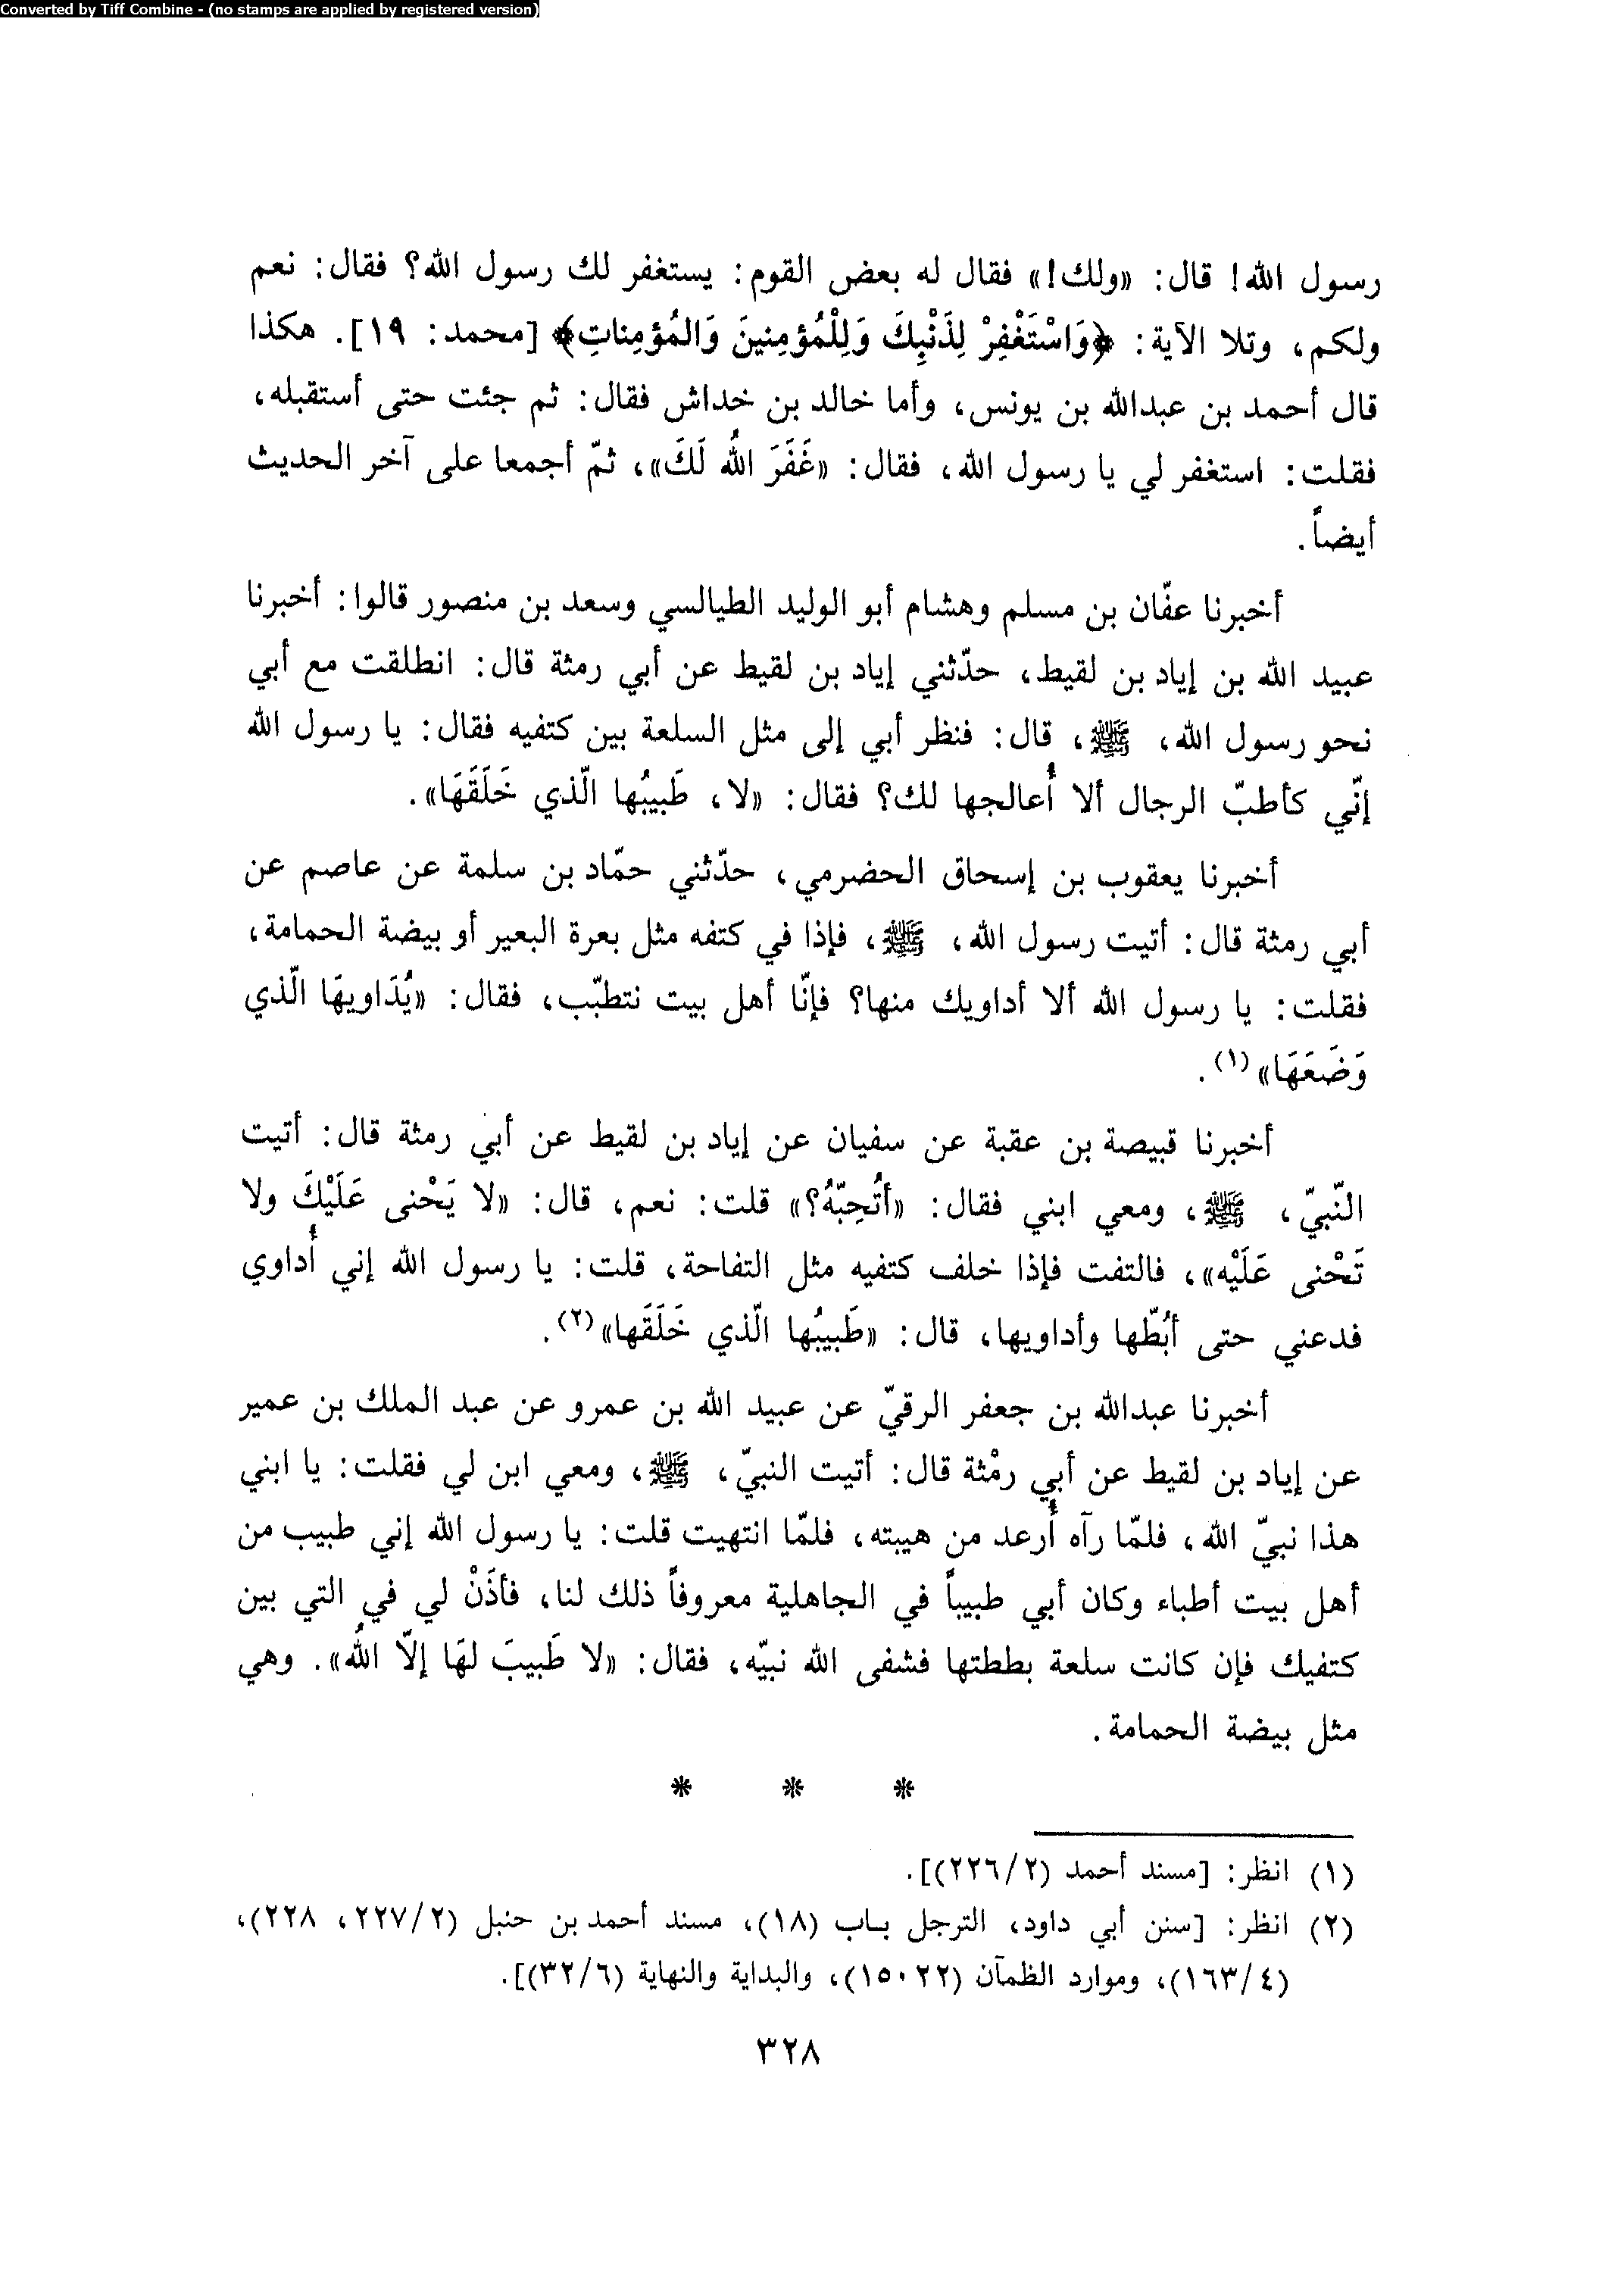 Converted by Tiff Combine - (no stamps are applied by registered version)
رسول الله! قال: «ولك!» فقال له بعض القوم: يستغفر لك رسول الله؟ فقال: نعم
ولكم، وتلا الآية: ﴿وَاسْتَغْفِرْ لِذَنْبِكَ وَلِلْمُؤمِنينَ وَالمُؤمِناتِ﴾ [محمد: ١٩]. هكذا
قال أحمد بن عبدالله بن يونس، وأما خالد بن خداش فقال: ثم جئت حتى أستقبله،
فقلت: استغفر لي يا رسول الله، فقال: «غَفَرَ اللهُ لَكَ»، ثمّ أجمعا على آخر الحديث
أيضاً.
أخبرنا عفّان بن مسلم وهشام أبو الوليد الطيالسي وسعد بن منصور قالوا: أخبرنا
عبيد الله بن إياد بن لقيط، حدّثني إياد بن لقيط عن أبي رمثة قال: انطلقت مع أبي
نحو رسول الله، ﷺ، قال: فنظر أبي إلى مثل السلعة بين كتفيه فقال: يا رسول الله
إنّي كأطبّ الرجال ألا أُعالجها لك؟ فقال: «لا، طَبيبُها الّذي خَلَقَهَا».
أخبرنا يعقوب بن إسحاق الحضرمي، حدّثني حمّاد بن سلمة عن عاصم عن
أبي رمثة قال: أتيت رسول الله، ﷺ، فإذا في كتفه مثل بعرة البعير أو بيضة الحمامة،
فقلت: يا رسول الله ألا أداويك منها؟ فإنّا أهل بيت نتطبّب، فقال: «يُدَاويهَا الّذي
وَضَعَهَا»(١).
أخبرنا قبيصة بن عقبة عن سفيان عن إياد بن لقيط عن أبي رمثة قال: أتيت
النّبيّ، ﷺ، ومعي ابني فقال: «أتُحِبّهُ؟» قلت: نعم، قال: «لا يَحْنى عَلَيْكَ ولا
تَحْنى عَلَيْه»، فالتفت فإذا خلف كتفيه مثل التفاحة، قلت: يا رسول الله إني أُداوي
فدعني حتى أبُطّها وأداويها، قال: «طَبيبُها الّذي خَلَقَها»(٢).
أخبرنا عبدالله بن جعفر الرقيّ عن عبيد الله بن عمرو عن عبد الملك بن عمير
عن إياد بن لقيط عن أبي رمْثة قال: أتيت النبيّ، ﷺ، ومعي ابن لي فقلت: يا ابني
هذا نبيّ الله، فلمّا رآه أُرعد من هيبته، فلمّا انتهيت قلت: يا رسول الله إني طبيب من
أهل بيت أطباء وكان أبي طبيباً في الجاهلية معروفاً ذلك لنا، فأذَنْ لي في التي بين
كتفيك فإن كانت سلعة بططتها فشفى الله نبيّه، فقال: «لا طَبيبَ لهَا إلاّ اللهُ». وهي
مثل بيضة الحمامة.
* * *
(١) انظر: [مسند أحمد (٢/٢٢٦)].
(٢) انظر: [سنن أبي داود، الترجل باب (١٨)، مسند أحمد بن حنبل (٢/٢٢٧، ٢٢٨)،
(٤/١٦٣)، وموارد الظمآن (١٥٠٢٢)، والبداية والنهاية (٦/٣٢)].
٣٢٨